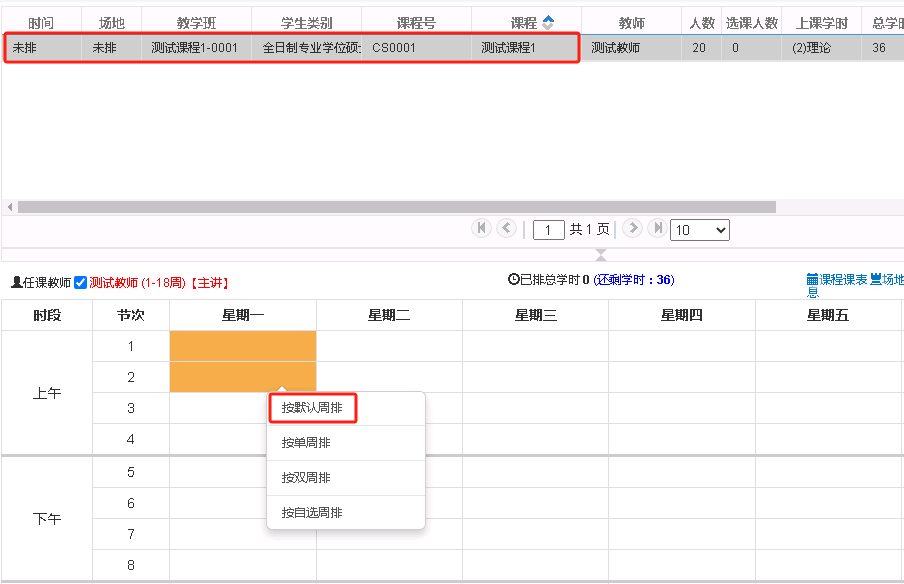 时间 场地 教学班 学生类别 课程号 课程 教师 人数 选课人数 上课学时 总学时
未排 未排 测试课程1-0001 全日制专业学位硕士 CS0001 测试课程1 测试教师 20 0 (2)理论 36
1 共 1 页 10
任课教师 测试教师 (1-18周)【主讲】 已排总学时 0 (还剩学时：36) 课程课表 场地
息
时段 节次 星期一 星期二 星期三 星期四 星期五
上午
1
2
3
4
按默认周排
按单周排
按双周排
按自选周排
下午
5
6
7
8